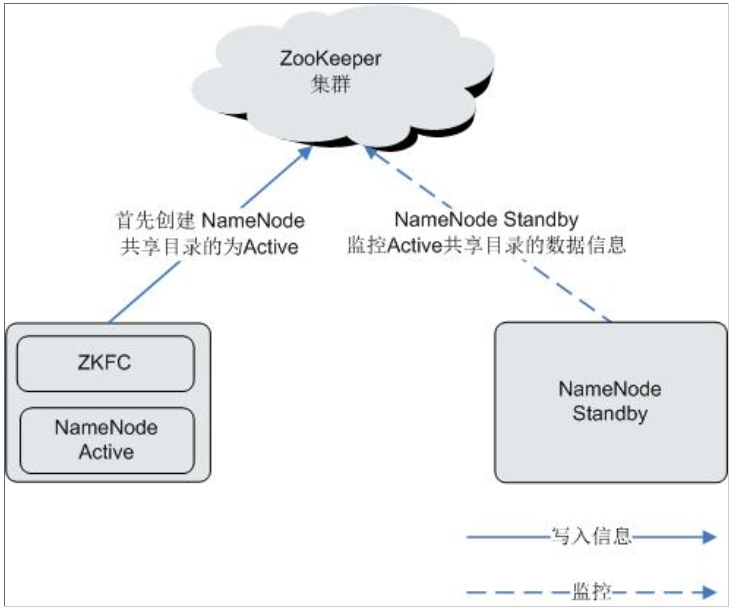 ZooKeeper
集群
首先创建 NameNode
共享目录的为Active
NameNode Standby
监控Active共享目录的数据信息
ZKFC
NameNode
Active
NameNode
Standby
写入信息
监控